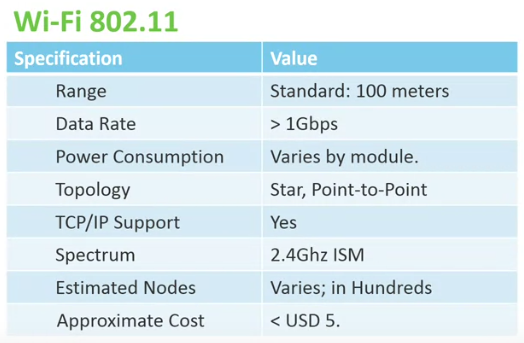 Wi-Fi 802.11
Specification Value
Range Standard: 100 meters
Data Rate > 1Gbps
Power Consumption Varies by module.
Topology Star, Point-to-Point
TCP/IP Support Yes
Spectrum 2.4Ghz ISM
Estimated Nodes Varies; in Hundreds
Approximate Cost < USD 5.